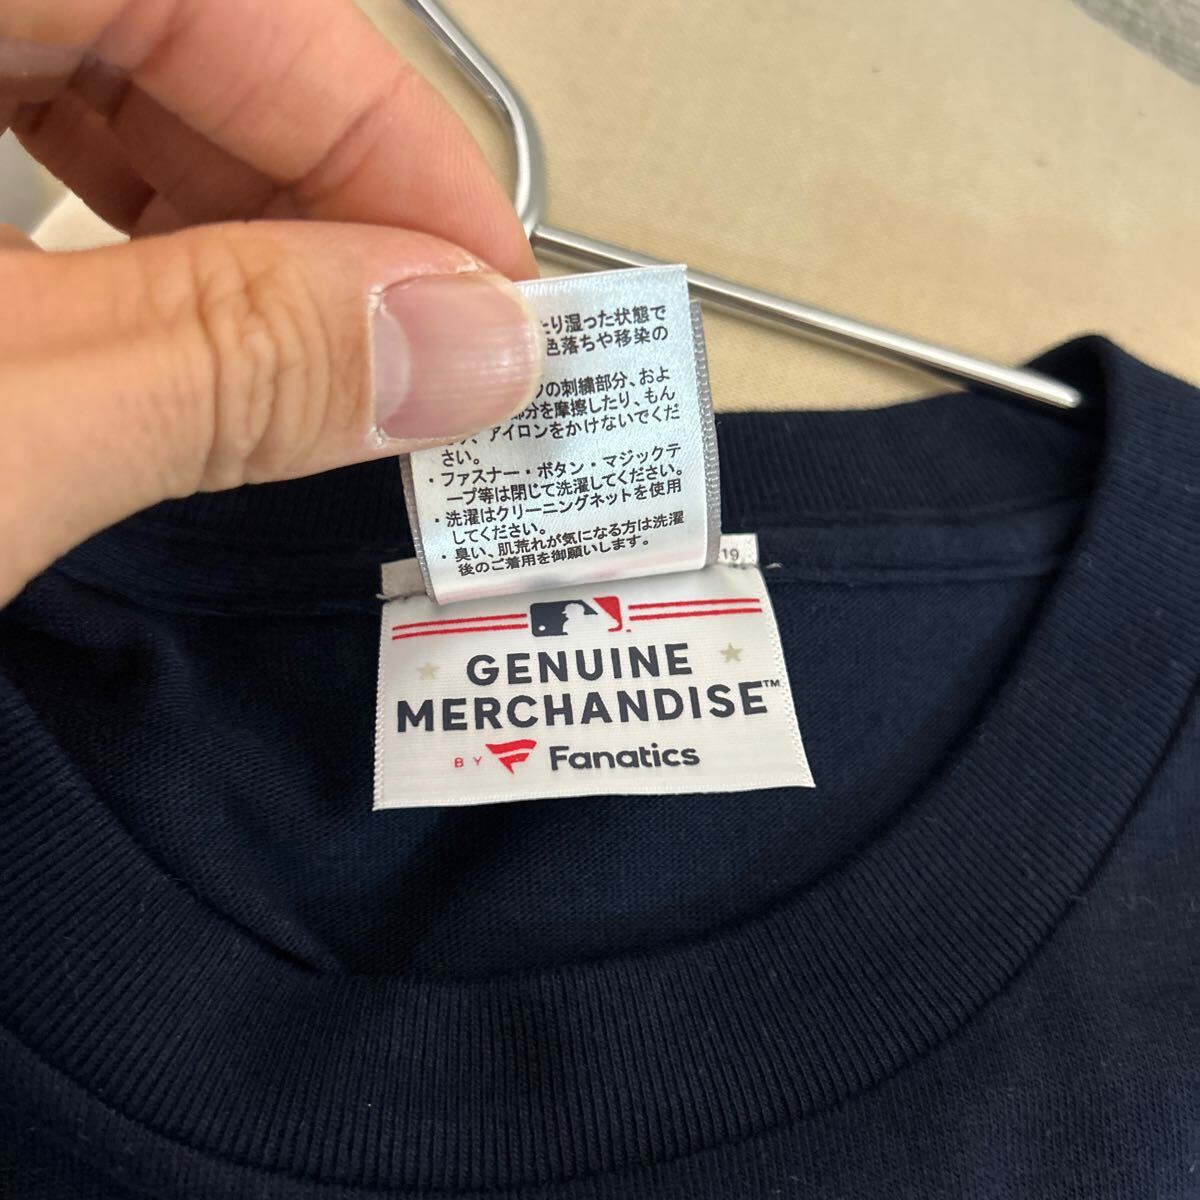 たり湿った状態で
色落ちや移染の
の刺繍部分、およ
部分を摩擦したり、もん
アイロンをかけないでくだ
さい。
・ファスナー・ボタン・マジックテ
ープ等は閉じて洗濯してください。
・洗濯はクリーニングネットを使用
してください。
・臭い、肌荒れが気になる方は洗濯
後のご着用を御願いします。
19
GENUINE
MERCHANDISE™
BY Fanatics